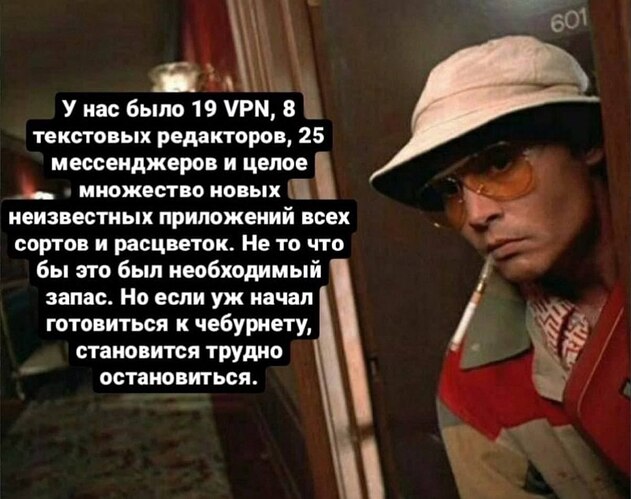 601
У нас было 19 VPN, 8
текстовых редакторов, 25
мессенджеров и целое
множество новых
неизвестных приложений всех
сортов и расцветок. Не то что
бы это был необходимый
запас. Но если уж начал
готовиться к чебурнету,
становится трудно
остановиться.